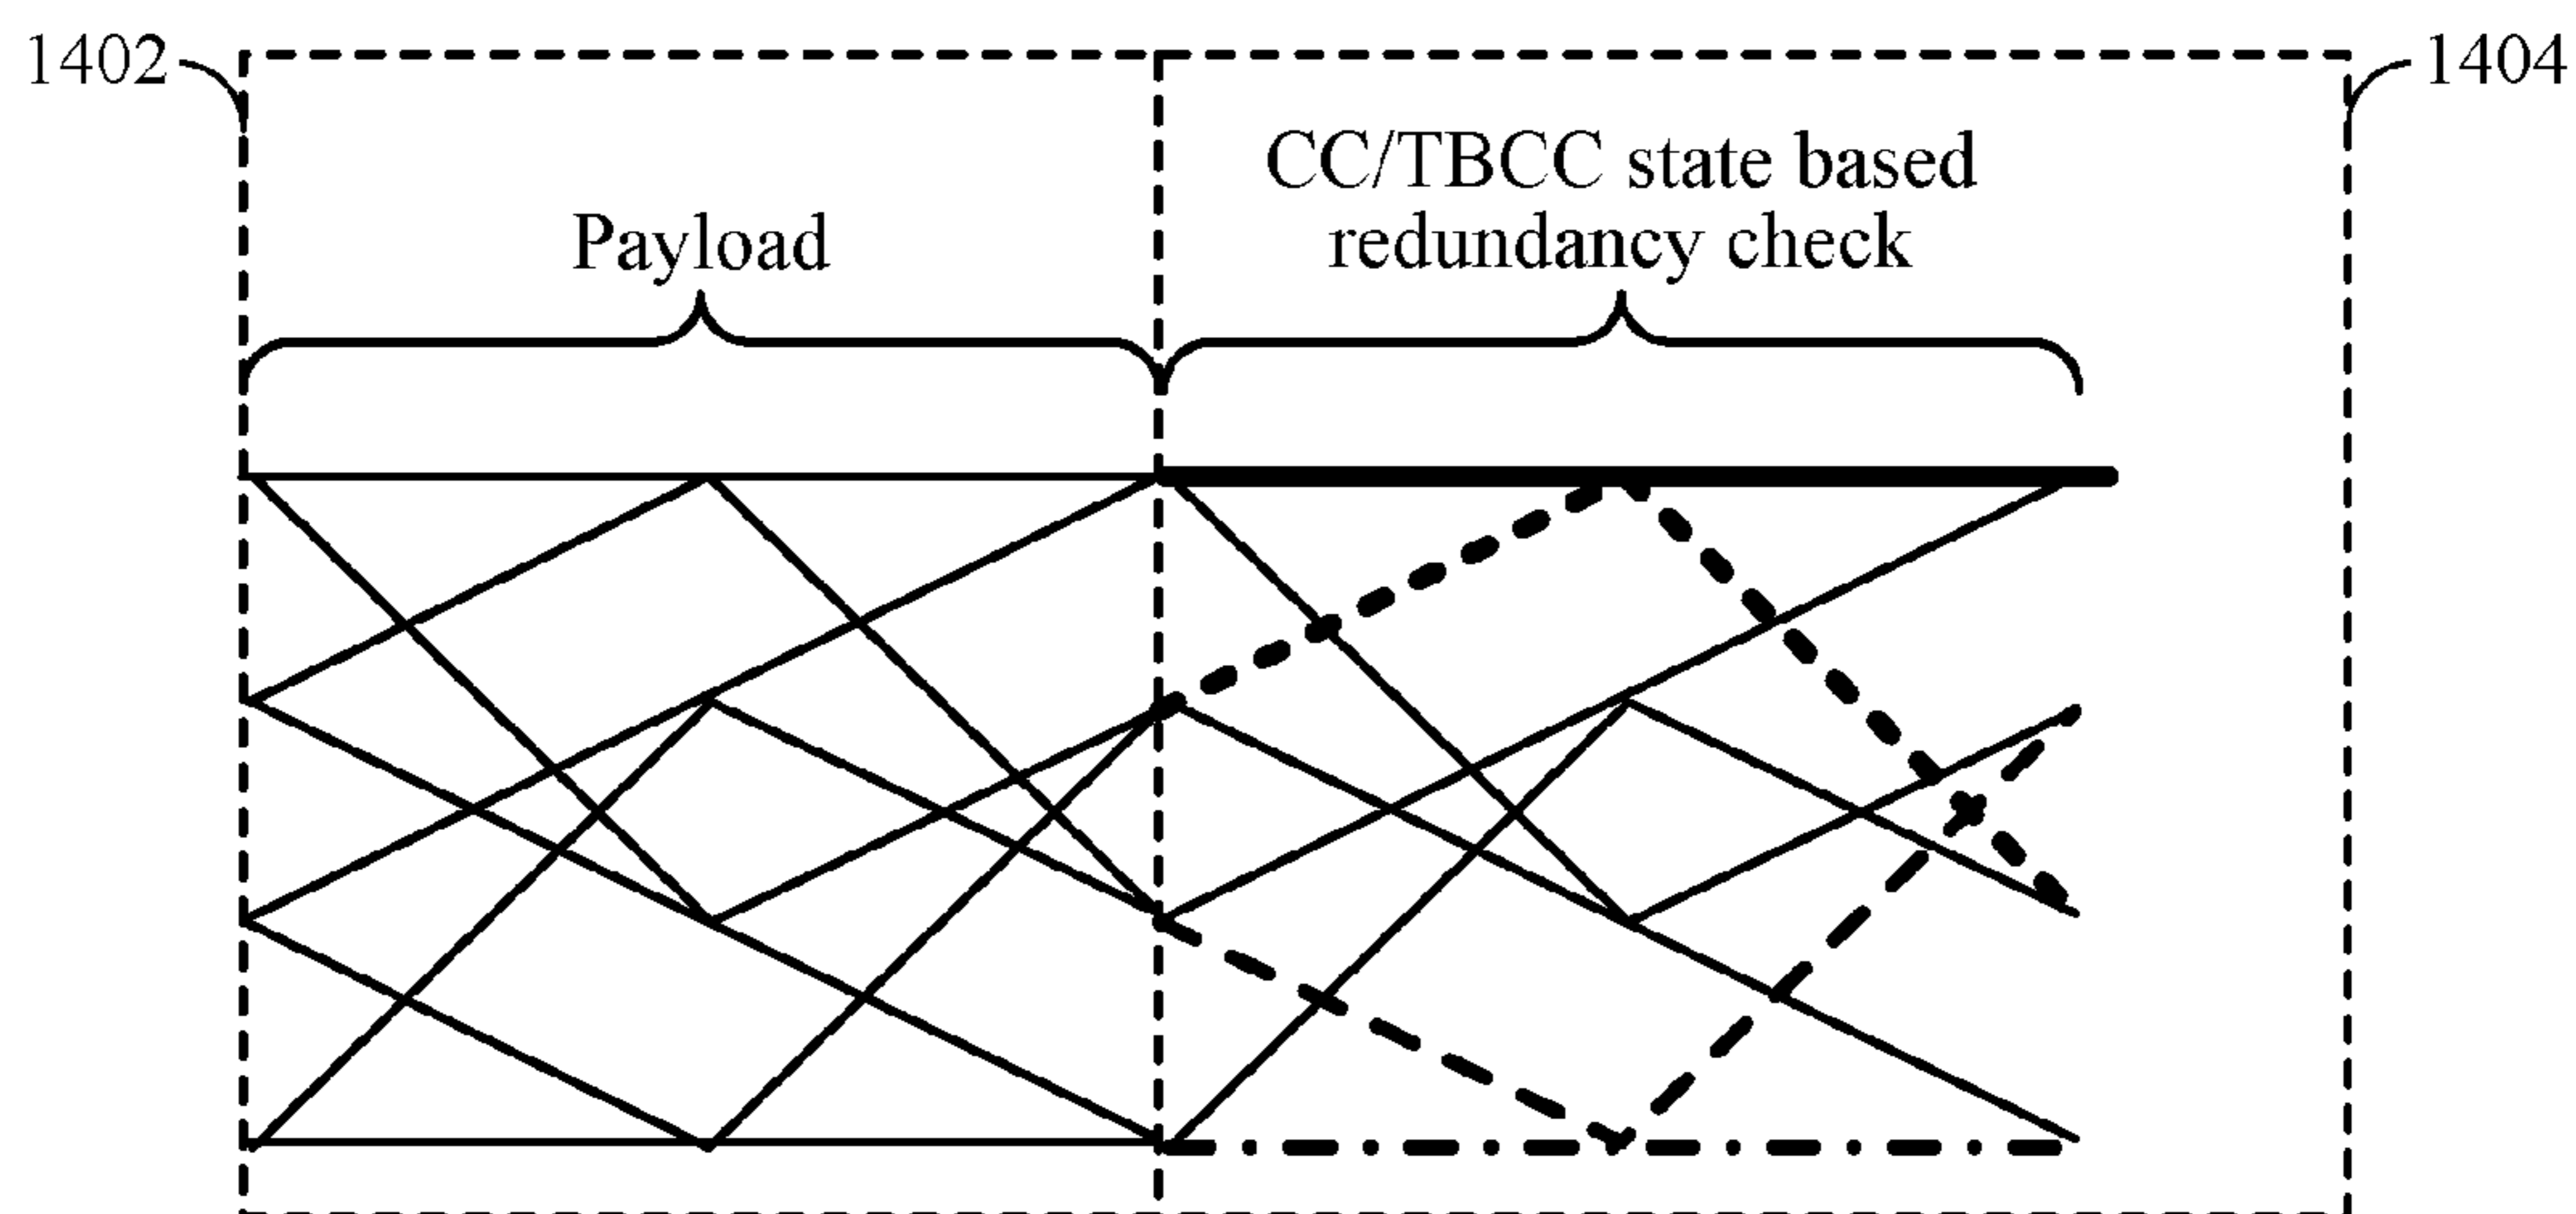 1402
1404
CC/TBCC state based
redundancy check
Payload